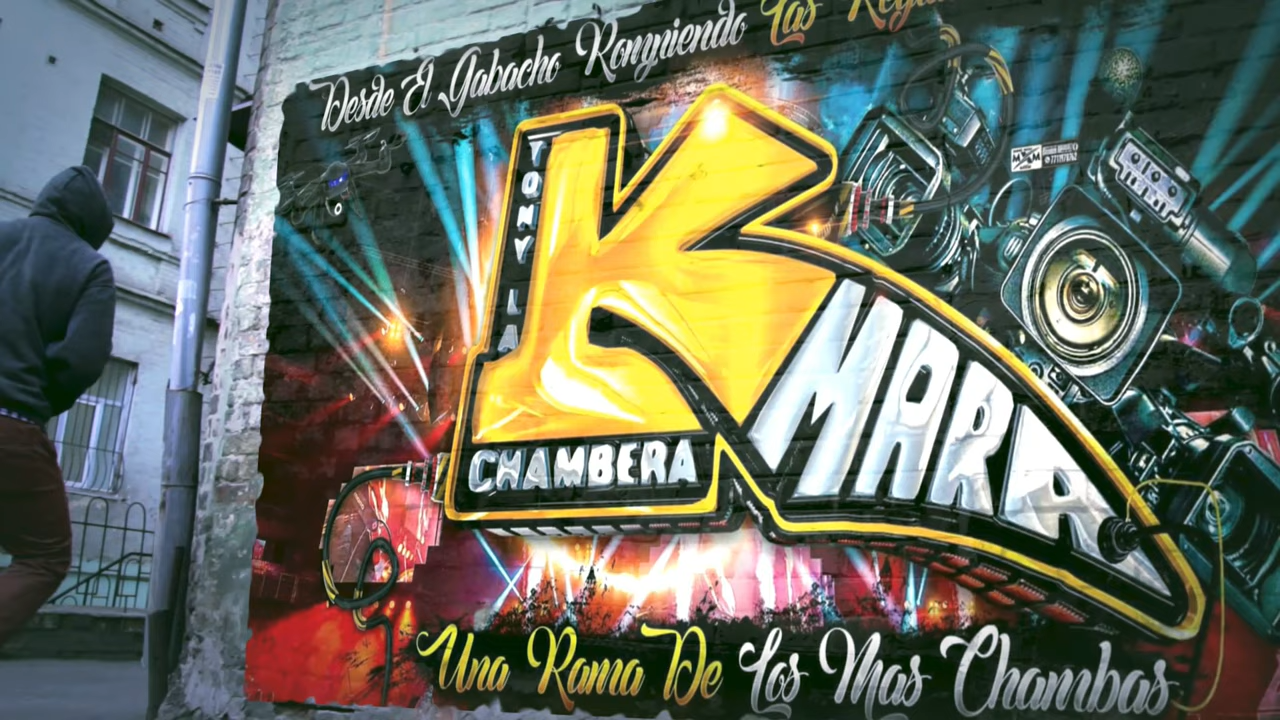 Desde El Gabacho Rompiendo Las
TONY LA
K
MARA
CHAMBERA
Una Rama De Los Mas Chambas